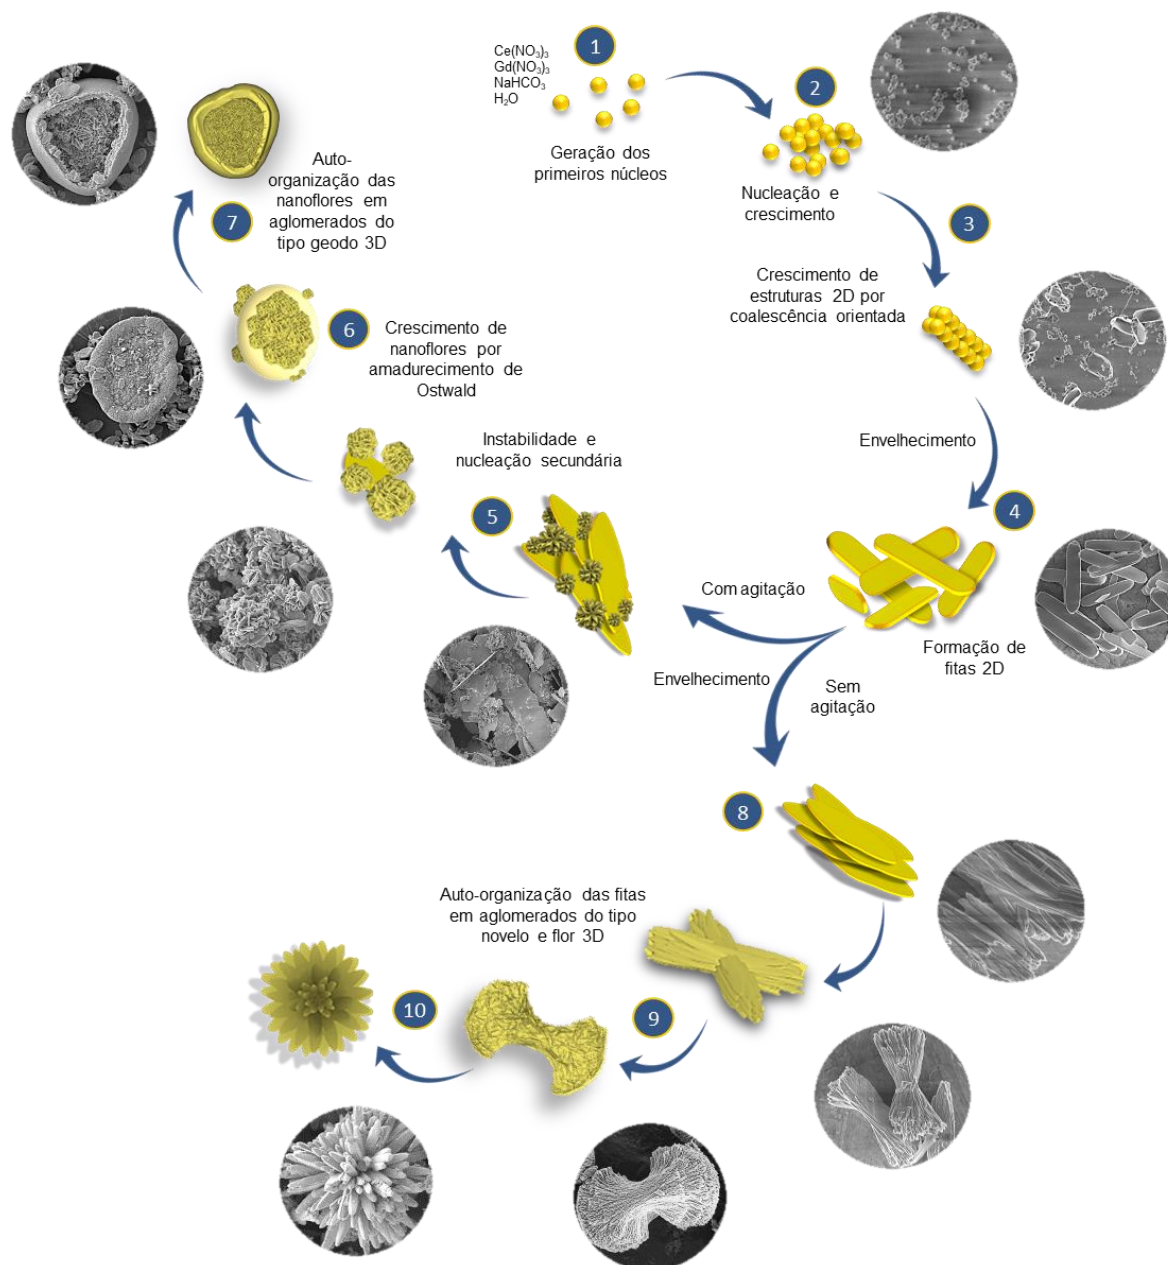 1
Ce(NO₃)₃
Gd(NO₃)₃
NaHCO₃
H₂O
Geração dos
primeiros núcleos
2
Nucleação e
crescimento
3
Crescimento de
estruturas 2D por
coalescência orientada
Envelhecimento
4
Formação de
fitas 2D
Com agitação
Envelhecimento
Sem
agitação
5
Instabilidade e
nucleação secundária
6
Crescimento de
nanoflores por
amadurecimento de
Ostwald
7
Auto-
organização das
nanoflores em
aglomerados do
tipo geodo 3D
8
Auto-organização das fitas
em aglomerados do tipo
novelo e flor 3D
9
10